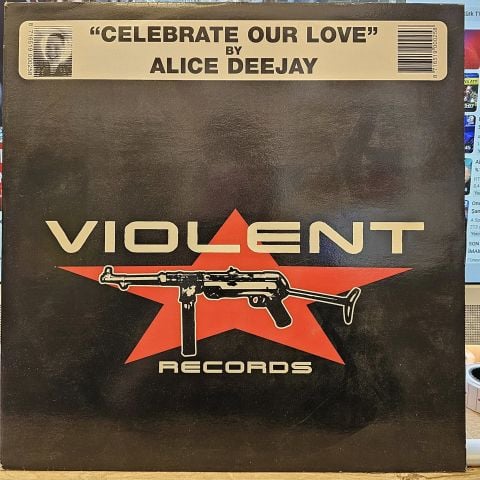 "CELEBRATE OUR LOVE"
BY
ALICE DEEJAY
VIOLENT
RECORDS